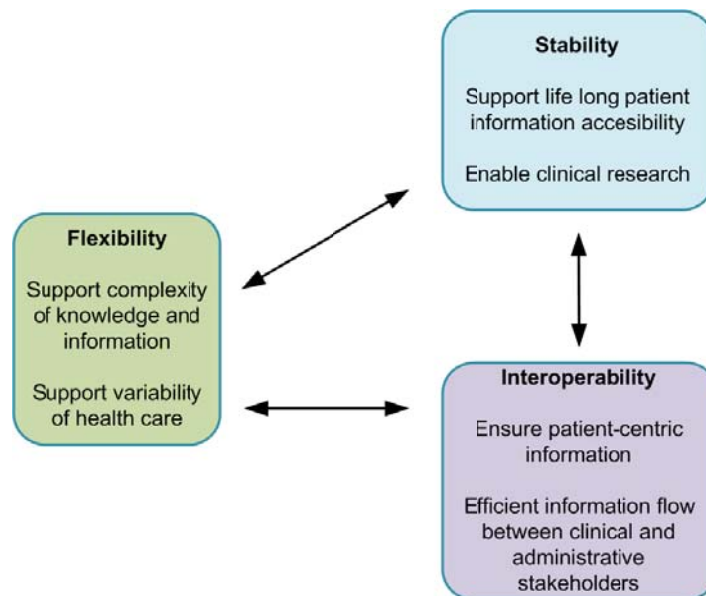 Stability
Support life long patient
information accesibility
Enable clinical research
Flexibility
Support complexity
of knowledge and
information
Support variability
of health care
Interoperability
Ensure patient-centric
information
Efficient information flow
between clinical and
administrative
stakeholders